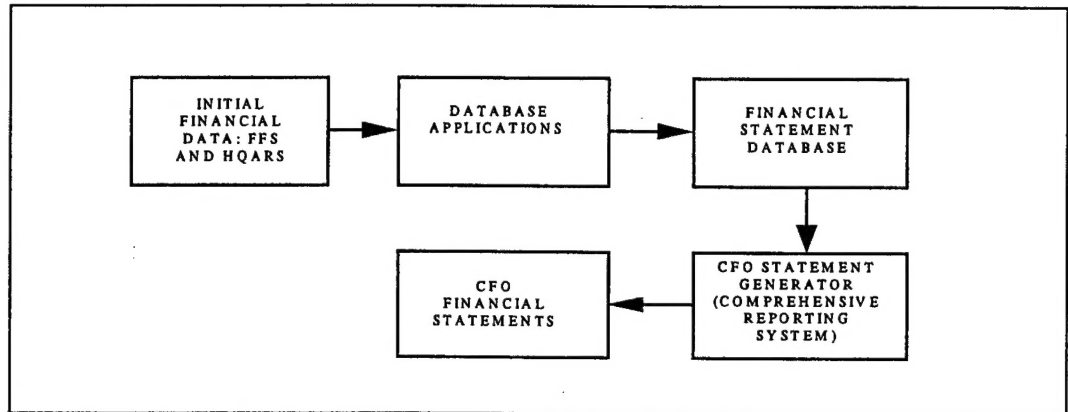 INITIAL
FINANCIAL
DATA: FFS
AND HQARS
DATABASE
APPLICATIONS
FINANCIAL
STATEMENT
DATABASE
CFO STATEMENT
GENERATOR
(COMPREHENSIVE
REPORTING
SYSTEM)
CFO
FINANCIAL
STATEMENTS